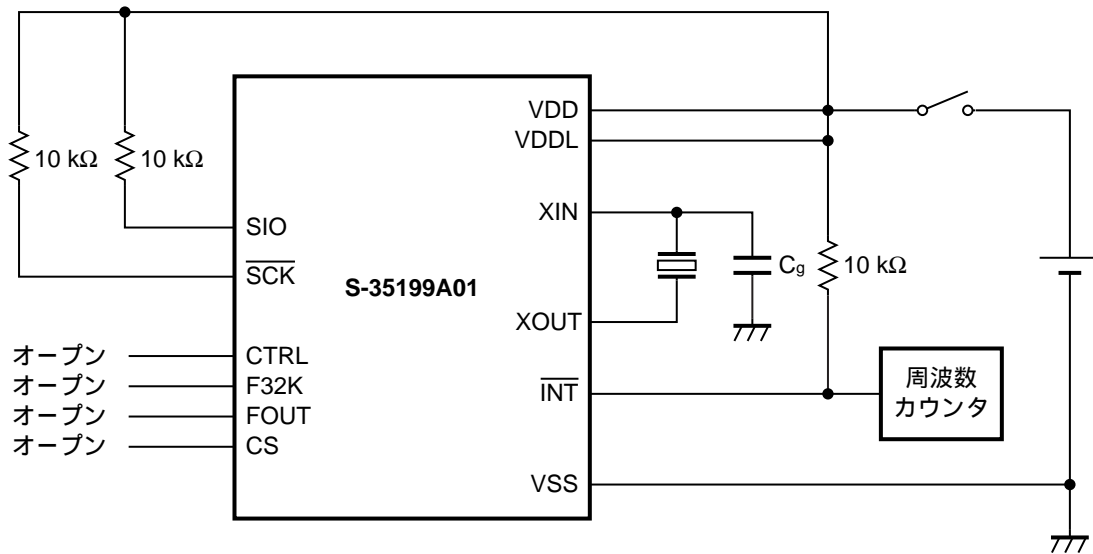 VDD
VDDL
10 kΩ
10 kΩ
XIN
SIO
SCK
S-35199A01
Cg
10 kΩ
XOUT
オープン
CTRL
オープン
F32K
オープン
FOUT
オープン
CS
INT
周波数
カウンタ
VSS